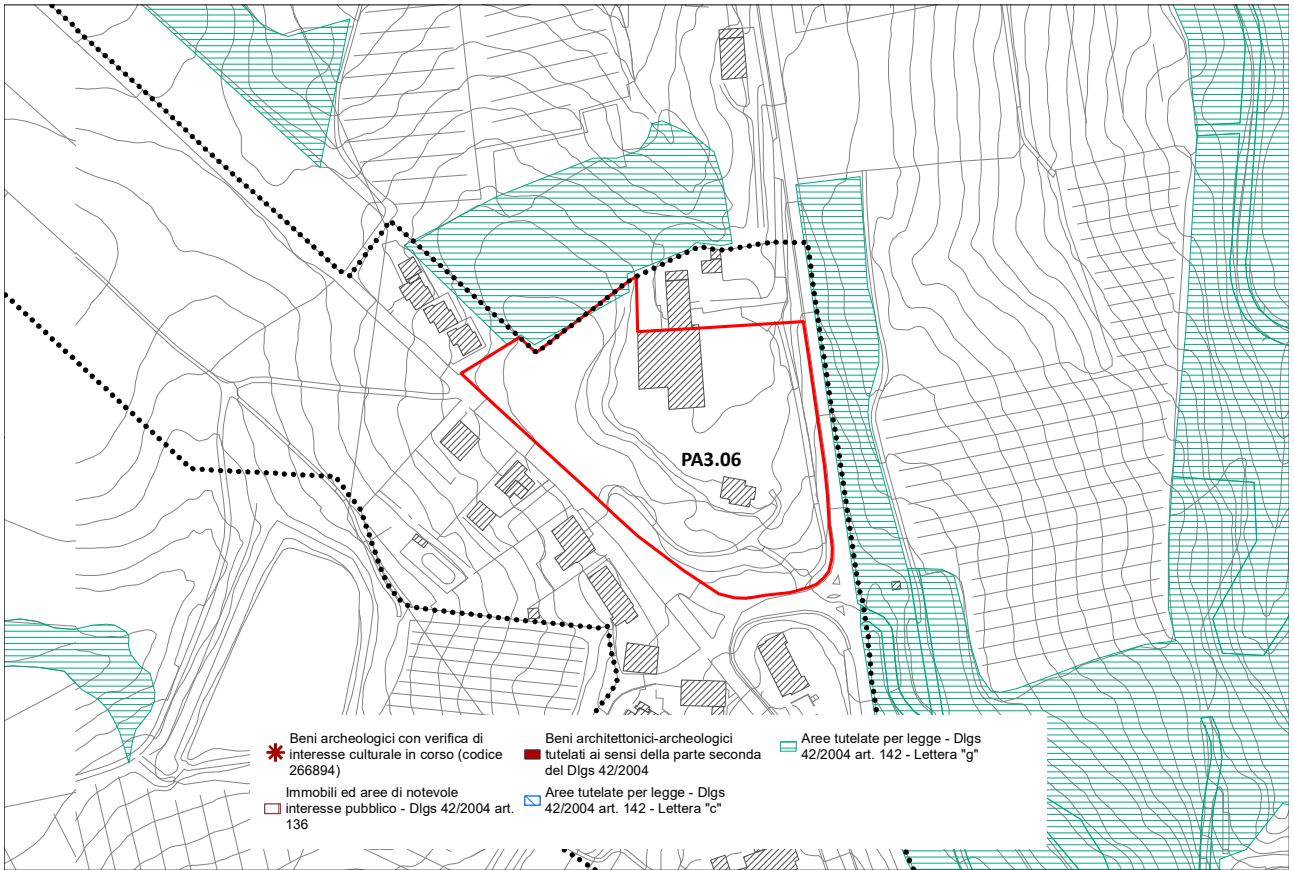 PA3.06
Beni archeologici con verifica di
interesse culturale in corso (codice
266894)
Immobili ed aree di notevole
interesse pubblico - Dlgs 42/2004 art.
136
Beni architettonici-archeologici
tutelati ai sensi della parte seconda
del Dlgs 42/2004
Aree tutelate per legge - Dlgs
42/2004 art. 142 - Lettera "c"
Aree tutelate per legge - Dlgs
42/2004 art. 142 - Lettera "g"